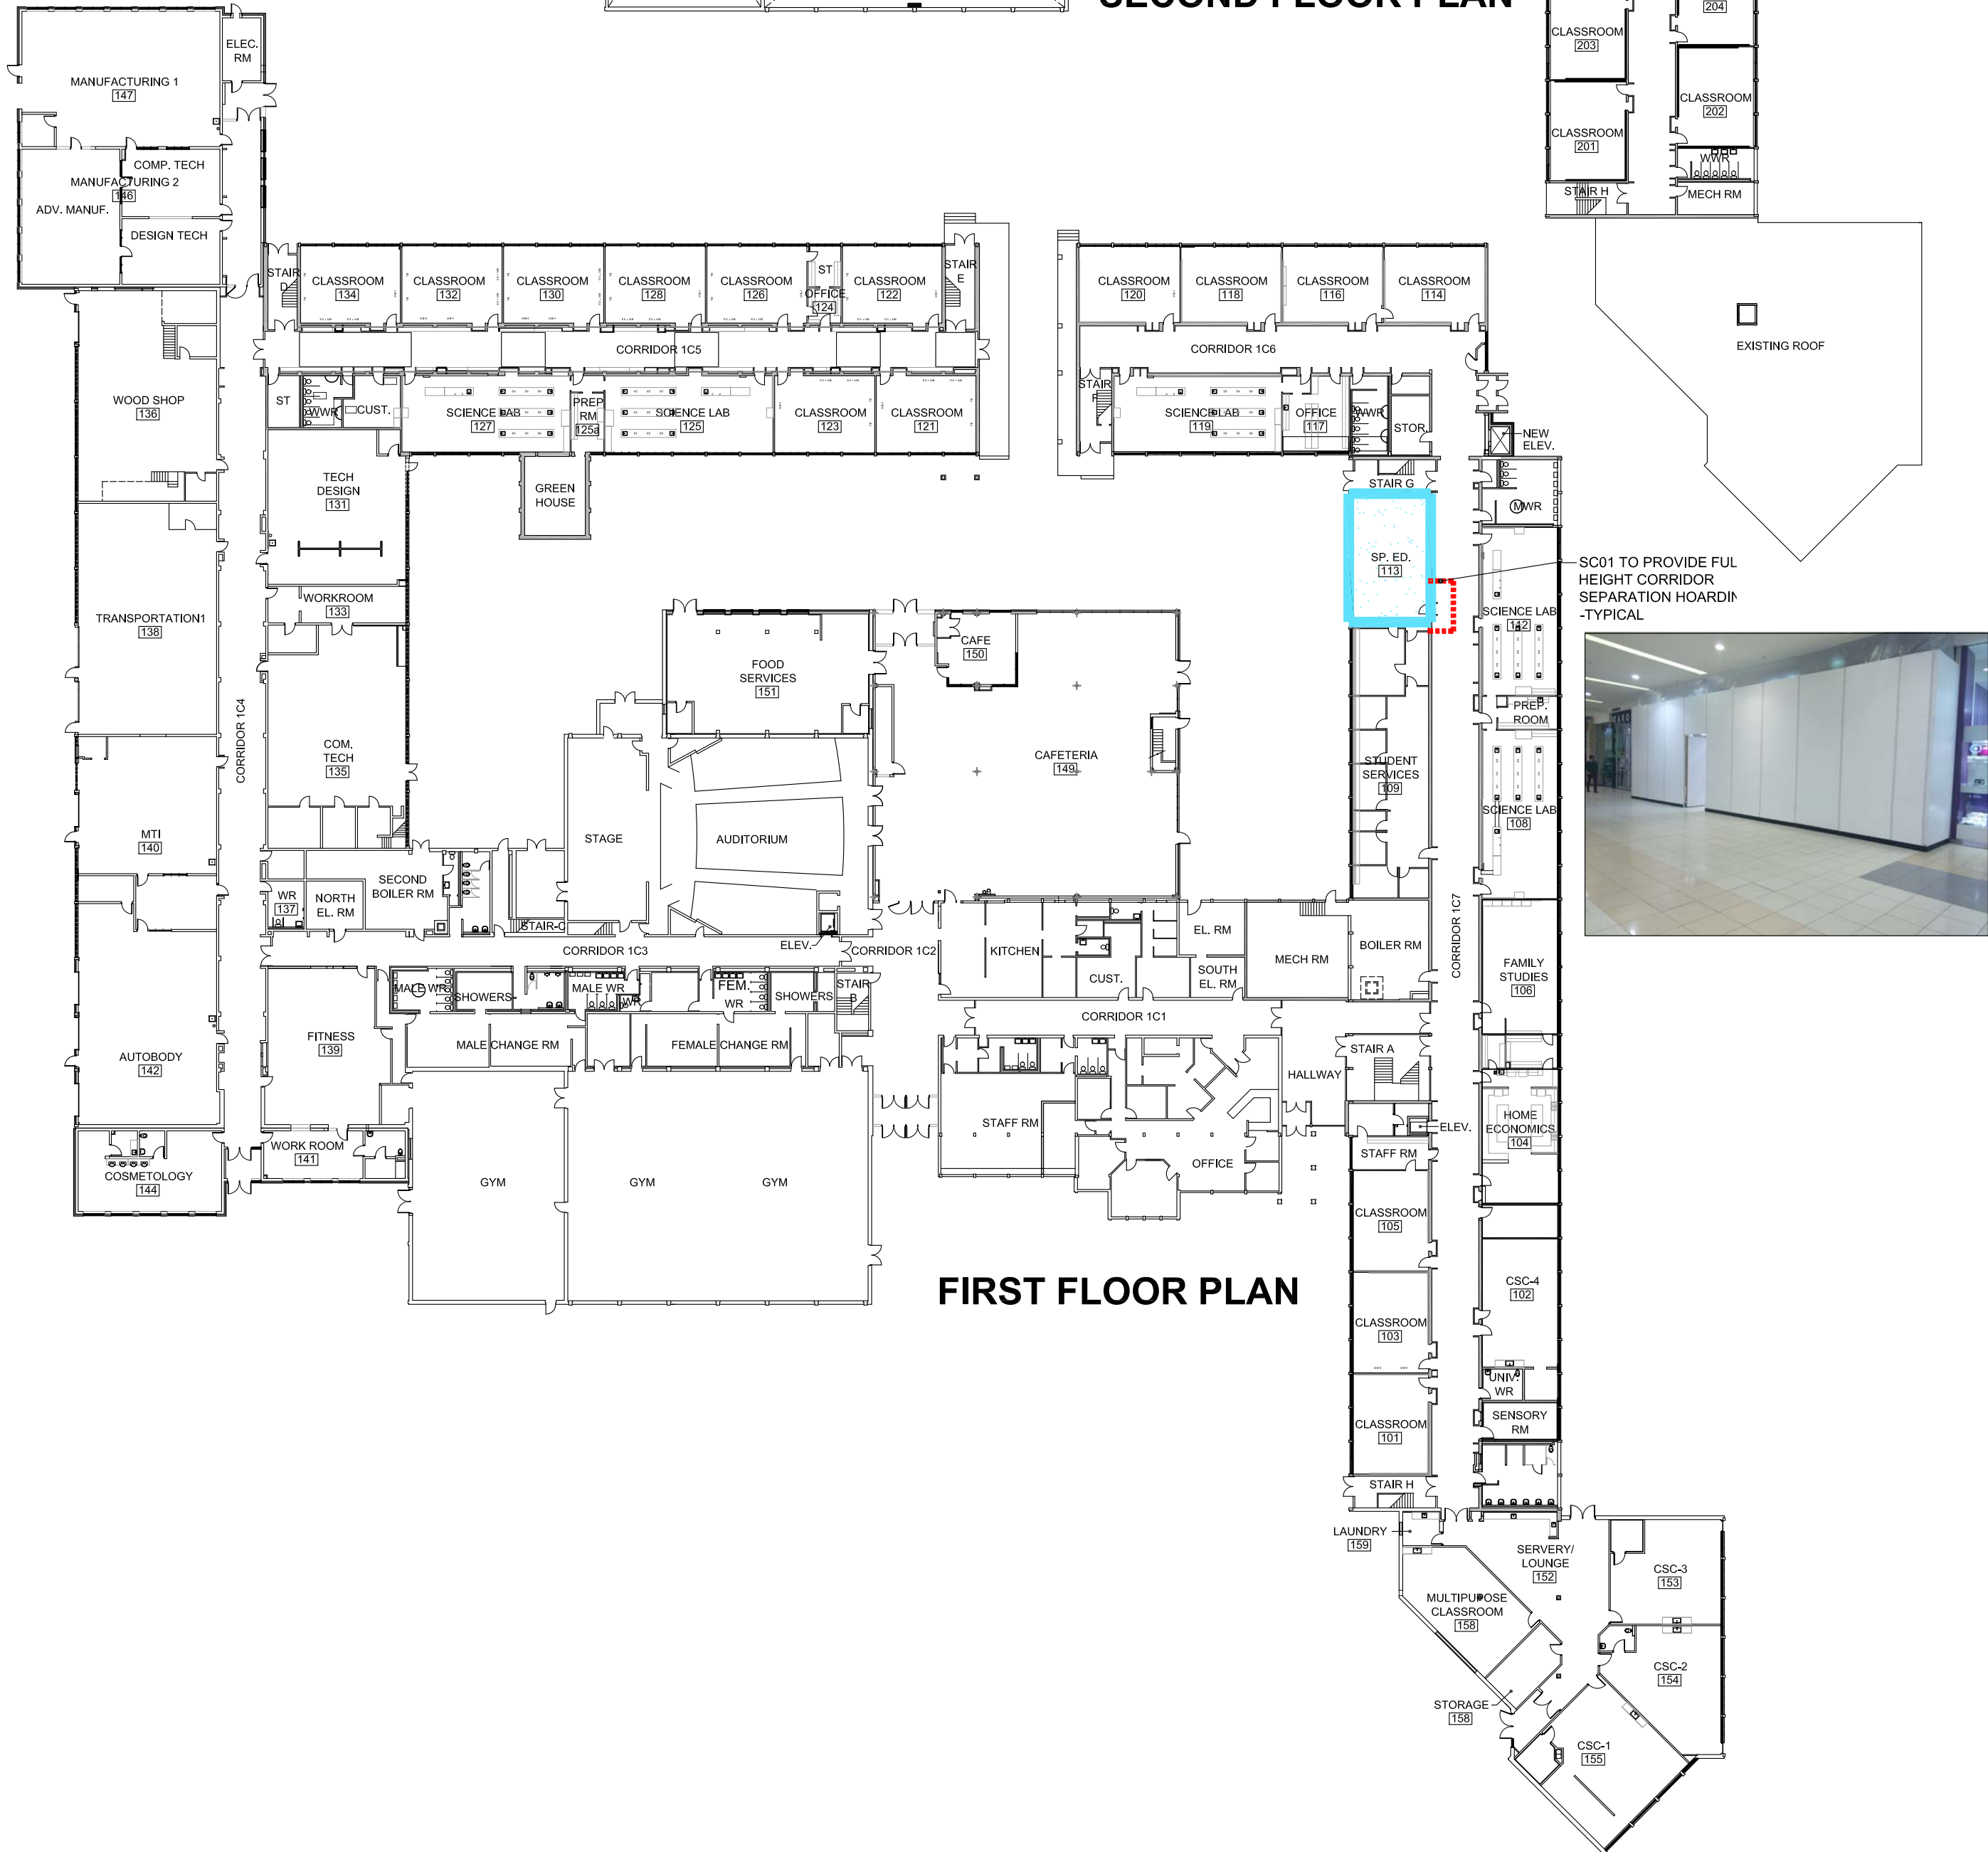 SECOND FLOOR PLAN
204
CLASSROOM
203
CLASSROOM
202
CLASSROOM
201
WWR
STAIR H
MECH RM
EXISTING ROOF
ELEC.
RM
MANUFACTURING 1
147
COMP. TECH
MANUFACTURING 2
146
ADV. MANUF.
DESIGN TECH
STAIR
D
CLASSROOM
134
CLASSROOM
132
CLASSROOM
130
CLASSROOM
128
CLASSROOM
126
ST
OFFICE
124
CLASSROOM
122
STAIR
E
CORRIDOR 1C5
CLASSROOM
120
CLASSROOM
118
CLASSROOM
116
CLASSROOM
114
CORRIDOR 1C6
WOOD SHOP
136
ST
WWR
CUST.
SCIENCE LAB
127
PREP
RM
125a
SCIENCE LAB
125
CLASSROOM
123
CLASSROOM
121
STAIR
F
SCIENCE LAB
119
OFFICE
117
WWR
STOR.
NEW
ELEV.
TECH
DESIGN
131
GREEN
HOUSE
STAIR G
MWR
SP. ED.
113
SC01 TO PROVIDE FUL
HEIGHT CORRIDOR
SEPARATION HOARDIN
-TYPICAL
WORKROOM
133
TRANSPORTATION1
138
CORRIDOR 1C4
COM.
TECH
135
FOOD
SERVICES
151
CAFE
150
CAFETERIA
149
SCIENCE LAB
112
PREP.
ROOM
STUDENT
SERVICES
109
SCIENCE LAB
108
MTI
140
STAGE
AUDITORIUM
WR
137
NORTH
EL. RM
SECOND
BOILER RM
STAIR-C
CORRIDOR 1C3
ELEV.
CORRIDOR 1C2
KITCHEN
CUST.
EL. RM
SOUTH
EL. RM
MECH RM
BOILER RM
CORRIDOR 1C7
FAMILY
STUDIES
106
MALE WR
SHOWERS
MALE WR
WR
FEM.
WR
SHOWERS
STAIR
B
CORRIDOR 1C1
AUTOBODY
142
FITNESS
139
MALE CHANGE RM
FEMALE CHANGE RM
STAIR A
HALLWAY
STAFF RM
OFFICE
ELEV.
HOME
ECONOMICS
104
COSMETOLOGY
144
WORK ROOM
141
GYM
GYM
GYM
STAFF RM
CLASSROOM
105
FIRST FLOOR PLAN
CSC-4
102
CLASSROOM
103
UNIV.
WR
CLASSROOM
101
SENSORY
RM
STAIR H
LAUNDRY
159
SERVERY/
LOUNGE
152
CSC-3
153
MULTIPUPOSE
CLASSROOM
158
CSC-2
154
STORAGE
158
CSC-1
155